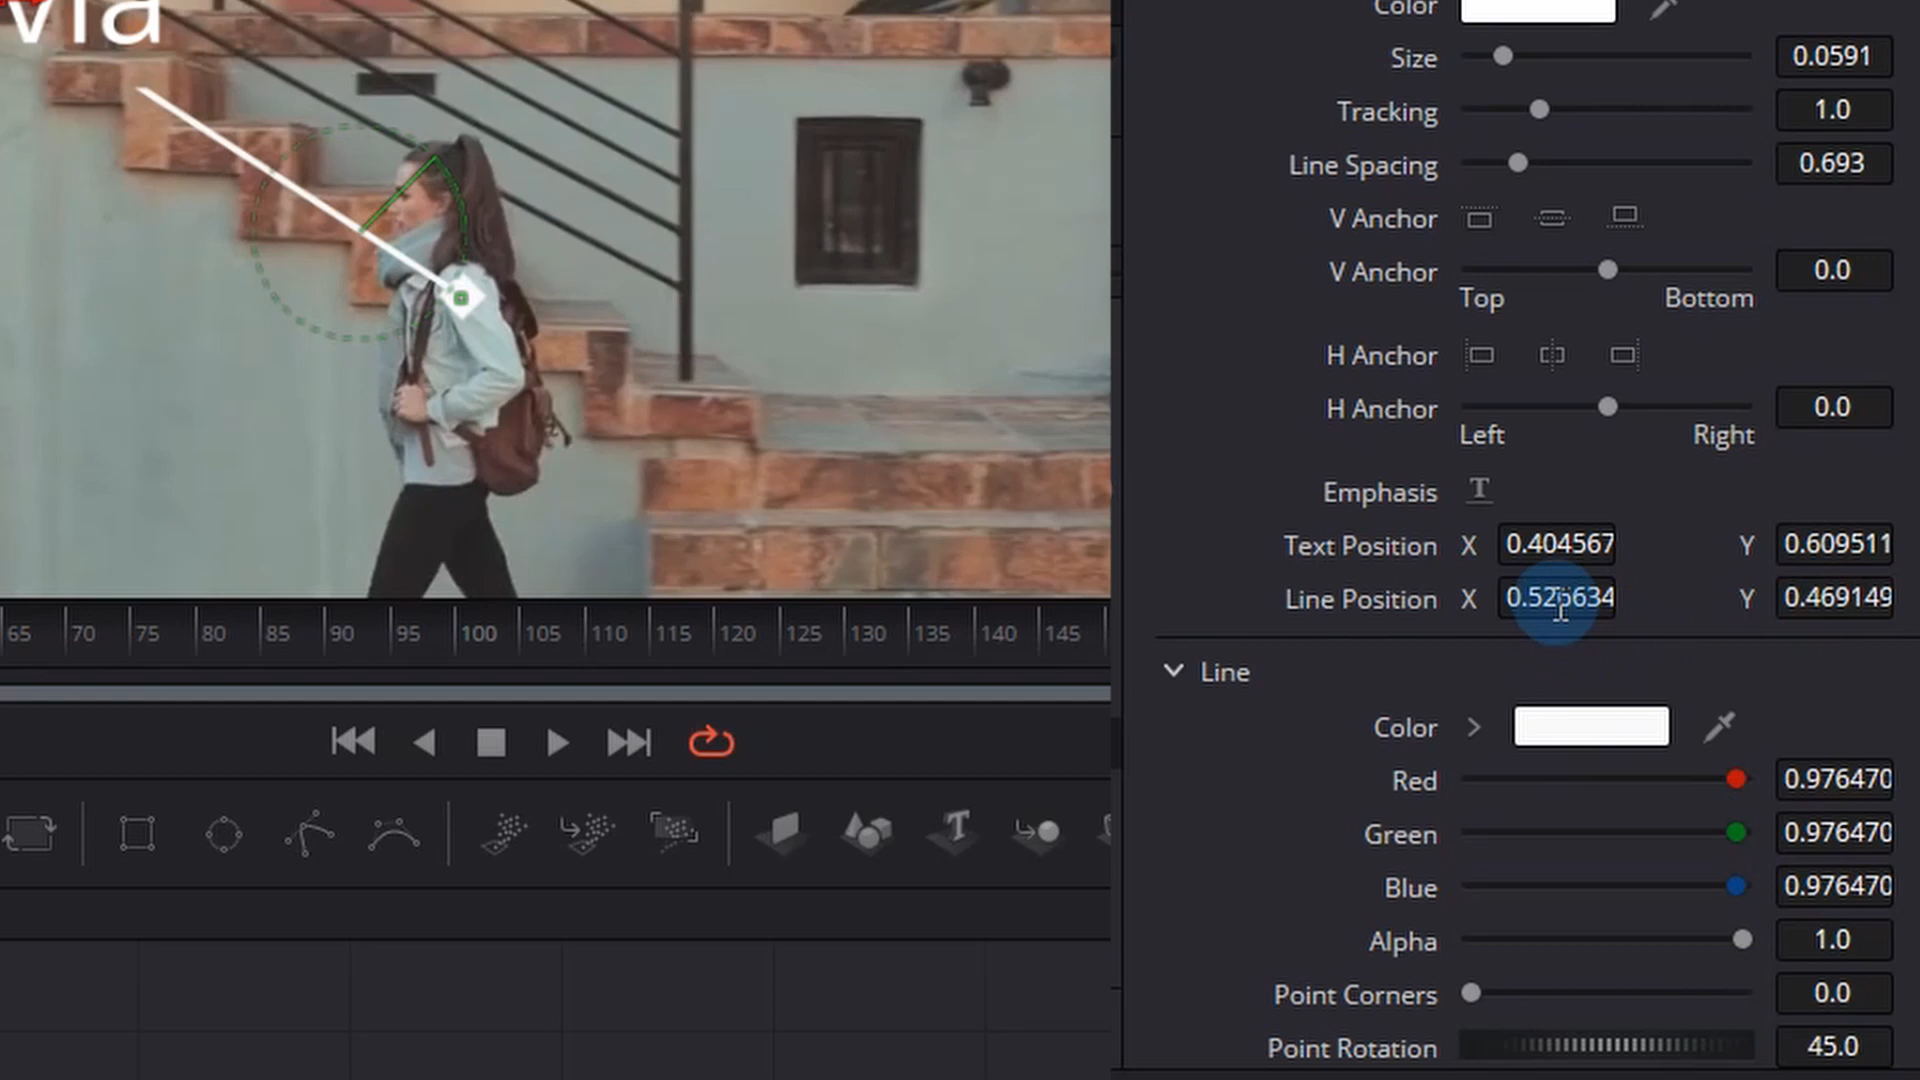 Via
Color
Size 0.0591
Tracking 1.0
Line Spacing 0.693
V Anchor
V Anchor 0.0
Top Bottom
H Anchor
H Anchor 0.0
Left Right
Emphasis T
Text Position X 0.404567 Y 0.609511
Line Position X 0.526634 Y 0.469149
65 70 75 80 85 90 95 100 105 110 115 120 125 130 135 140 145
Line
Color
Red 0.976470
Green 0.976470
Blue 0.976470
Alpha 1.0
Point Corners 0.0
Point Rotation 45.0
T